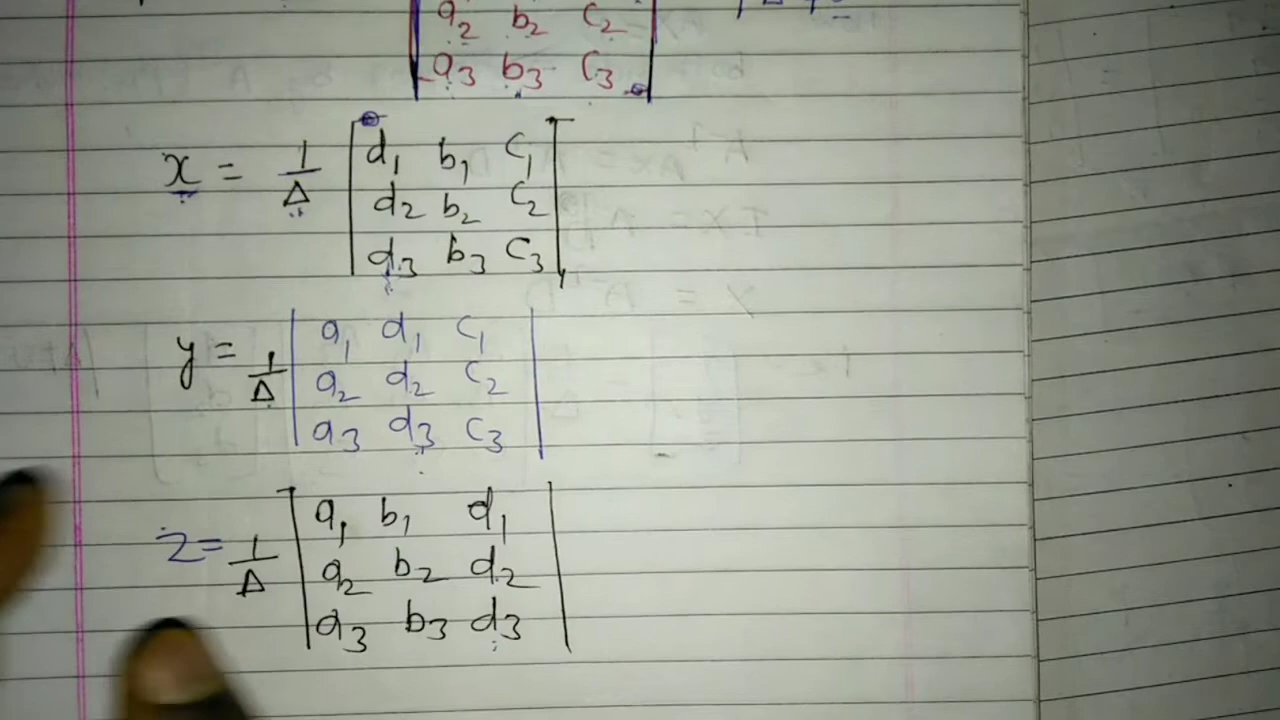 a₂ b₂ c₂
a₃ b₃ c₃
x = 1/Δ | d₁ b₁ c₁
d₂ b₂ c₂
d₃ b₃ c₃ |
y = 1/Δ | a₁ d₁ c₁
a₂ d₂ c₂
a₃ d₃ c₃ |
z = 1/Δ | a₁ b₁ d₁
a₂ b₂ d₂
a₃ b₃ d₃ |